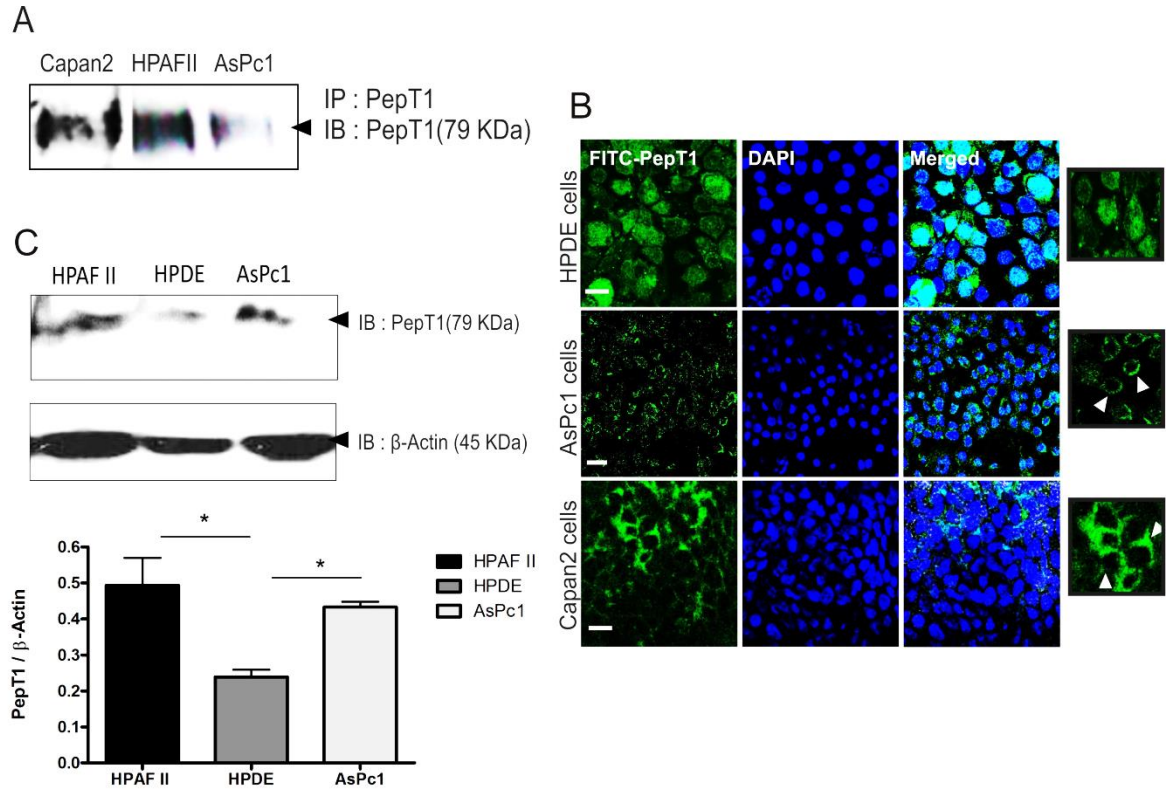 A
Capan2 HPAFII AsPc1
IP : PepT1
IB : PepT1(79 KDa)
B
FITC-PepT1 DAPI Merged
HPDE cells
AsPc1 cells
Capan2 cells
C
HPAF II HPDE AsPc1
IB : PepT1(79 KDa)
IB : β-Actin (45 KDa)
* *
PepT1 / β-Actin
0.6
0.5
0.4
0.3
0.2
0.1
0.0
HPAF II HPDE AsPc1
HPAF II
HPDE
AsPc1